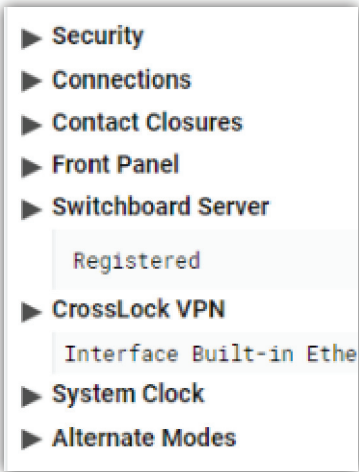 Security
Connections
Contact Closures
Front Panel
Switchboard Server
Registered
CrossLock VPN
Interface Built-in Ethe
System Clock
Alternate Modes